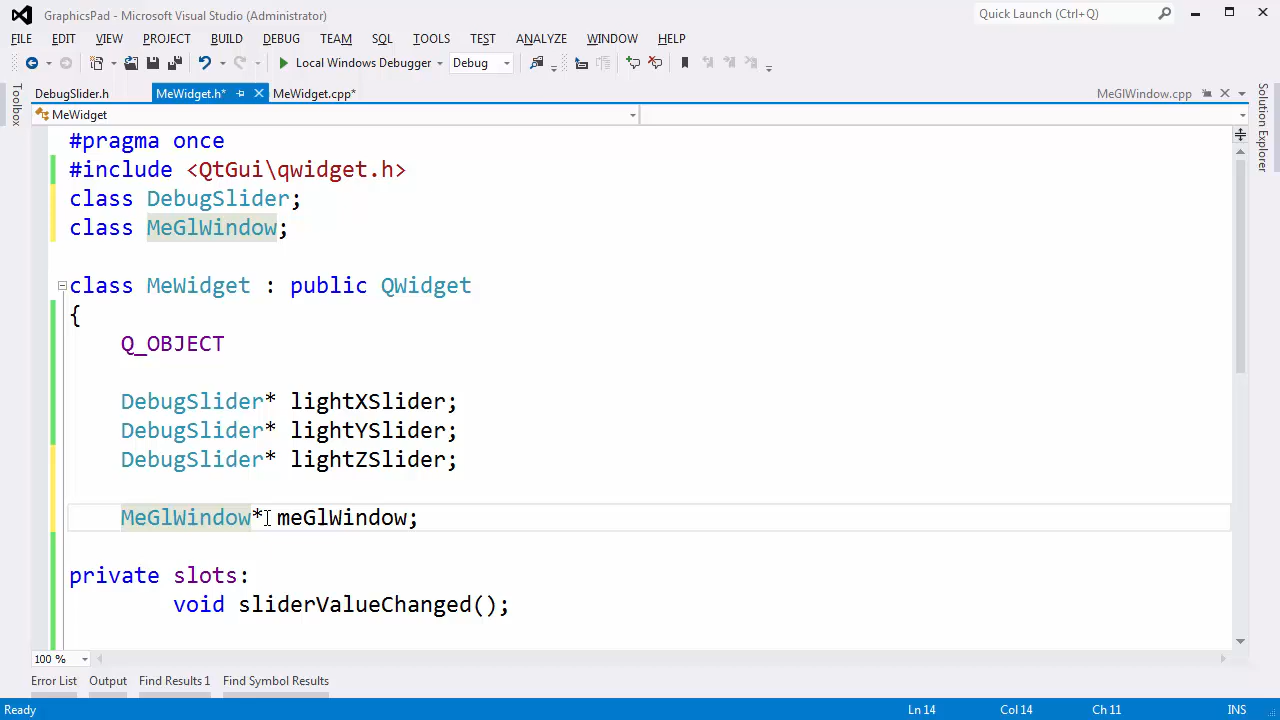 GraphicsPad - Microsoft Visual Studio (Administrator)
Quick Launch (Ctrl+Q)
FILE EDIT VIEW PROJECT BUILD DEBUG TEAM SQL TOOLS TEST ANALYZE WINDOW HELP
Local Windows Debugger Debug
DebugSlider.h MeWidget.h* MeWidget.cpp* MeGlWindow.cpp
Toolbox
Solution Explorer
MeWidget
#pragma once
#include <QtGui\qwidget.h>
class DebugSlider;
class MeGlWindow;
class MeWidget : public QWidget
{
Q_OBJECT
DebugSlider* lightXSlider;
DebugSlider* lightYSlider;
DebugSlider* lightZSlider;
MeGlWindow* meGlWindow;
private slots:
void sliderValueChanged();
100 %
Error List Output Find Results 1 Find Symbol Results
Ready Ln 14 Col 14 Ch 11 INS